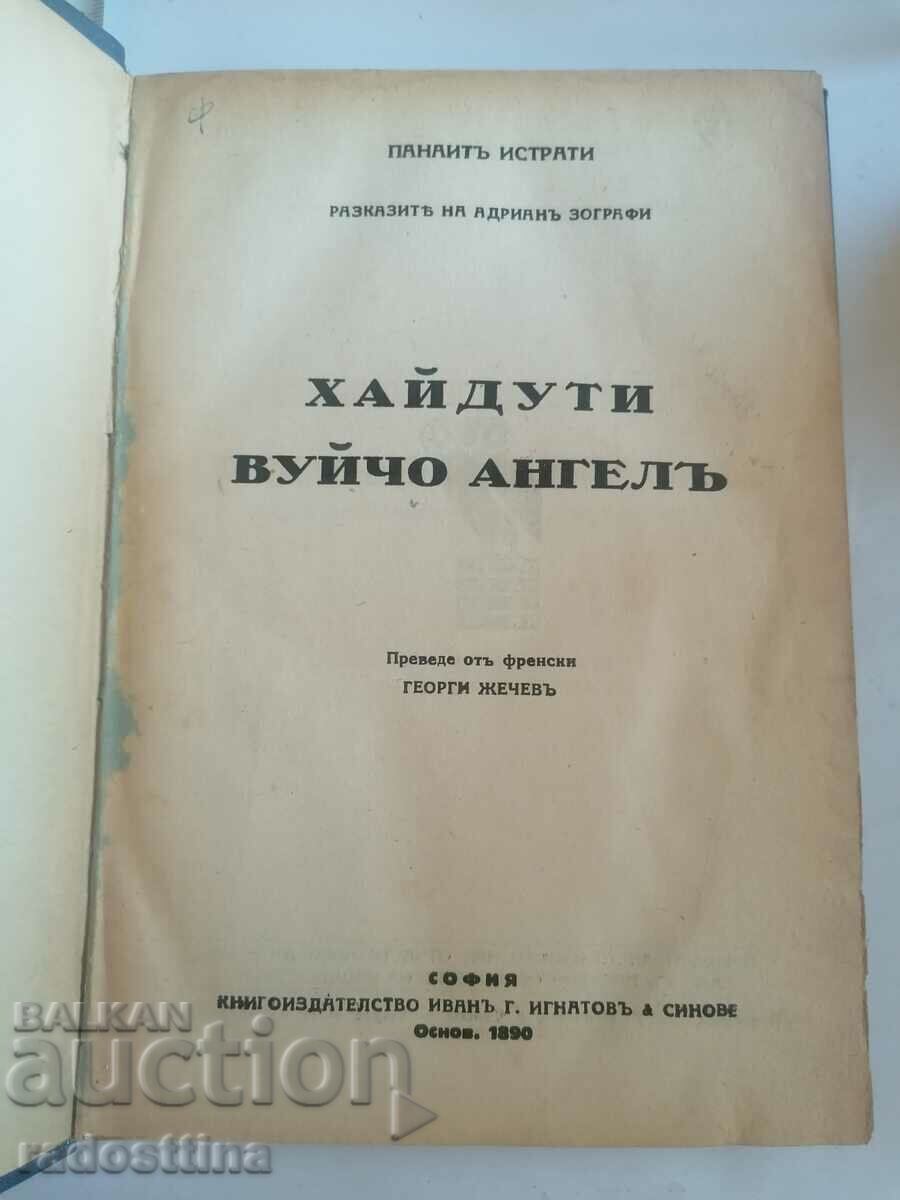 ф
ПАНАИТЪ ИСТРАТИ
РАЗКАЗИТѢ НА АДРИАНЪ ЗОГРАФИ
ХАЙДУТИ
ВУЙЧО АНГЕЛЪ
Преведе отъ френски
ГЕОРГИ ЖЕЧЕВЪ
СОФИЯ
КНИГОИЗДАТЕЛСТВО ИВАНЪ Г. ИГНАТОВЪ & СИНОВЕ
Основ. 1890
BALKAN
auction
radosttina